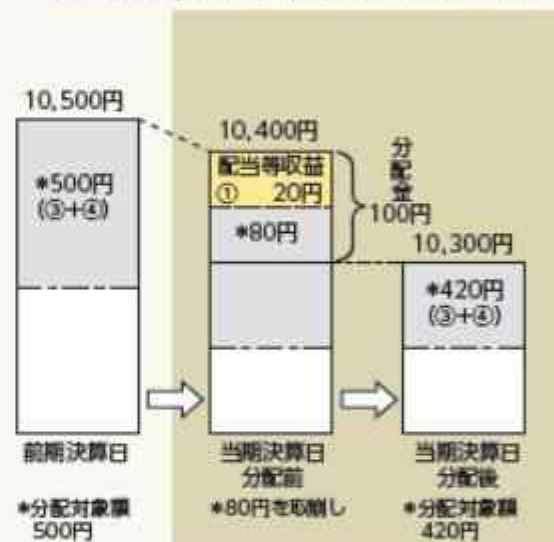 10,500円
*500円
(③+④)
前期決算日
*分配対象額
500円
10,400円
配当等収益
① 20円
*80円
分配金
100円
当期決算日
分配前
*80円を取崩し
10,300円
*420円
(③+④)
当期決算日
分配後
*分配対象額
420円